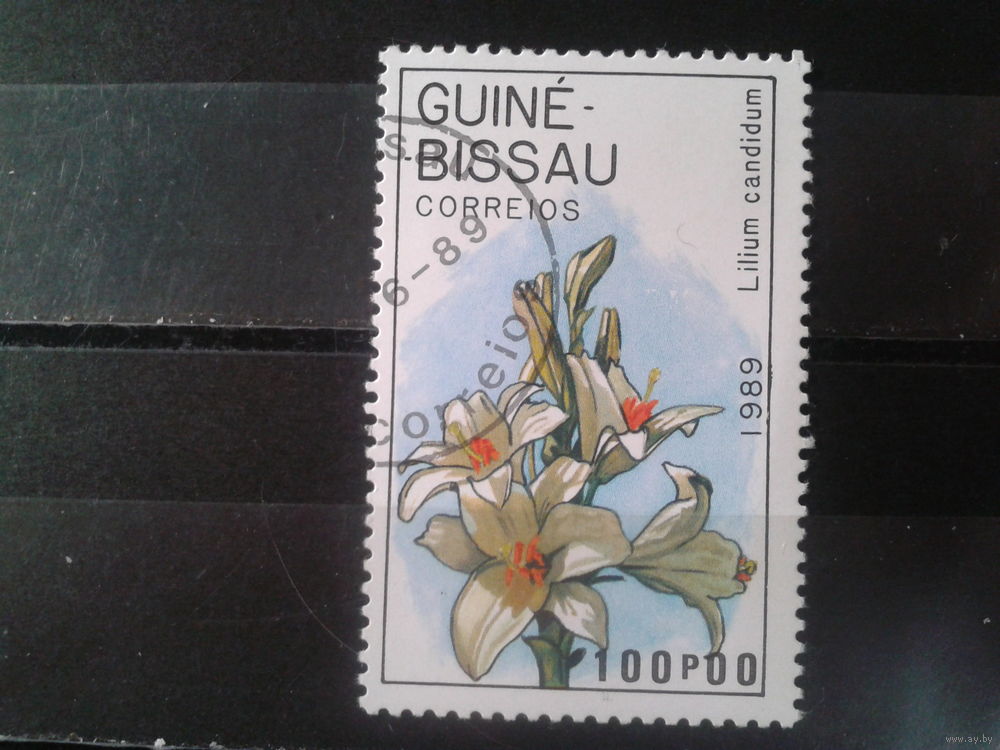 GUINÉ-
BISSAU
CORREIOS
Lilium candidum
1989
6-89
Correio
100P00
www.ay.by